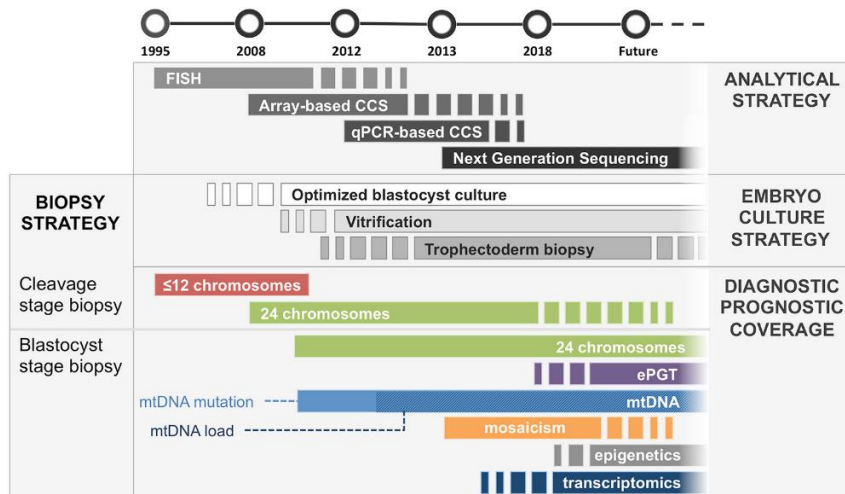 1995 2008 2012 2013 2018 Future
FISH
Array-based CCS
qPCR-based CCS
Next Generation Sequencing
ANALYTICAL
STRATEGY
BIOPSY
STRATEGY
Optimized blastocyst culture
Vitrification
Trophectoderm biopsy
EMBRYO
CULTURE
STRATEGY
Cleavage
stage biopsy
≤12 chromosomes
24 chromosomes
DIAGNOSTIC
PROGNOSTIC
COVERAGE
Blastocyst
stage biopsy
24 chromosomes
ePGT
mtDNA mutation
mtDNA
mtDNA load
mosaicism
epigenetics
transcriptomics